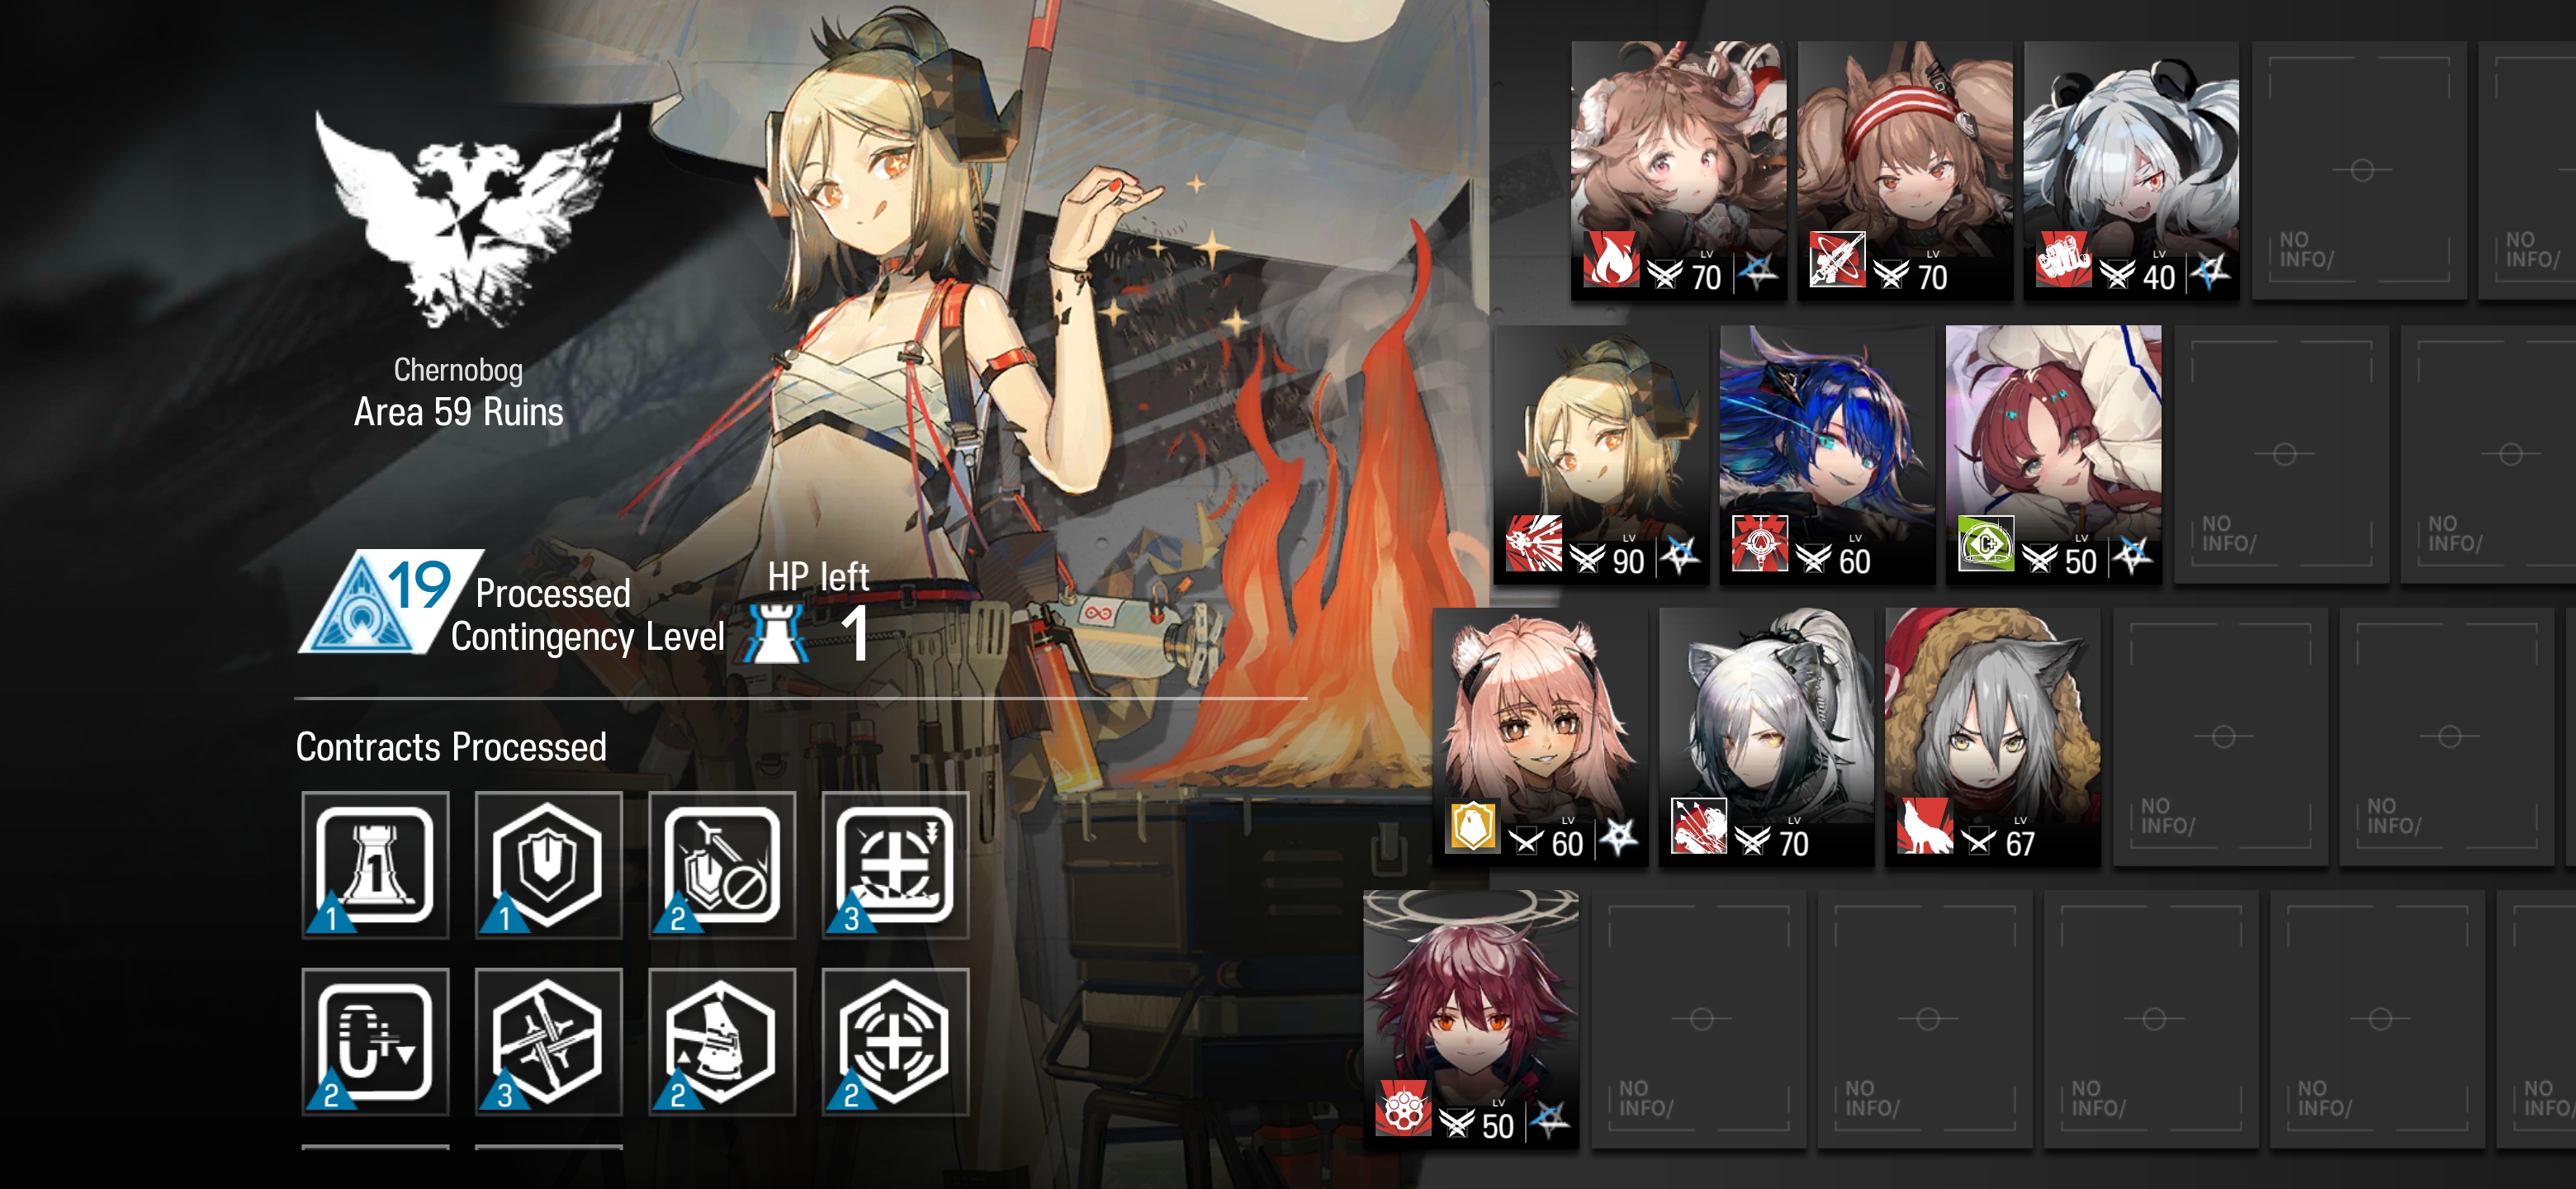 Chernobog
Area 59 Ruins
19
Processed
Contingency Level
HP left
1
Contracts Processed
1
1
1
2
3
2
3
2
2
LV
70
LV
70
LV
40
NO
INFO/
NO
INFO/
LV
90
LV
60
C+
LV
50
NO
INFO/
NO
INFO/
LV
60
LV
70
LV
67
NO
INFO/
NO
INFO/
LV
50
NO
INFO/
NO
INFO/
NO
INFO/
NO
INFO/
NO
INFO/